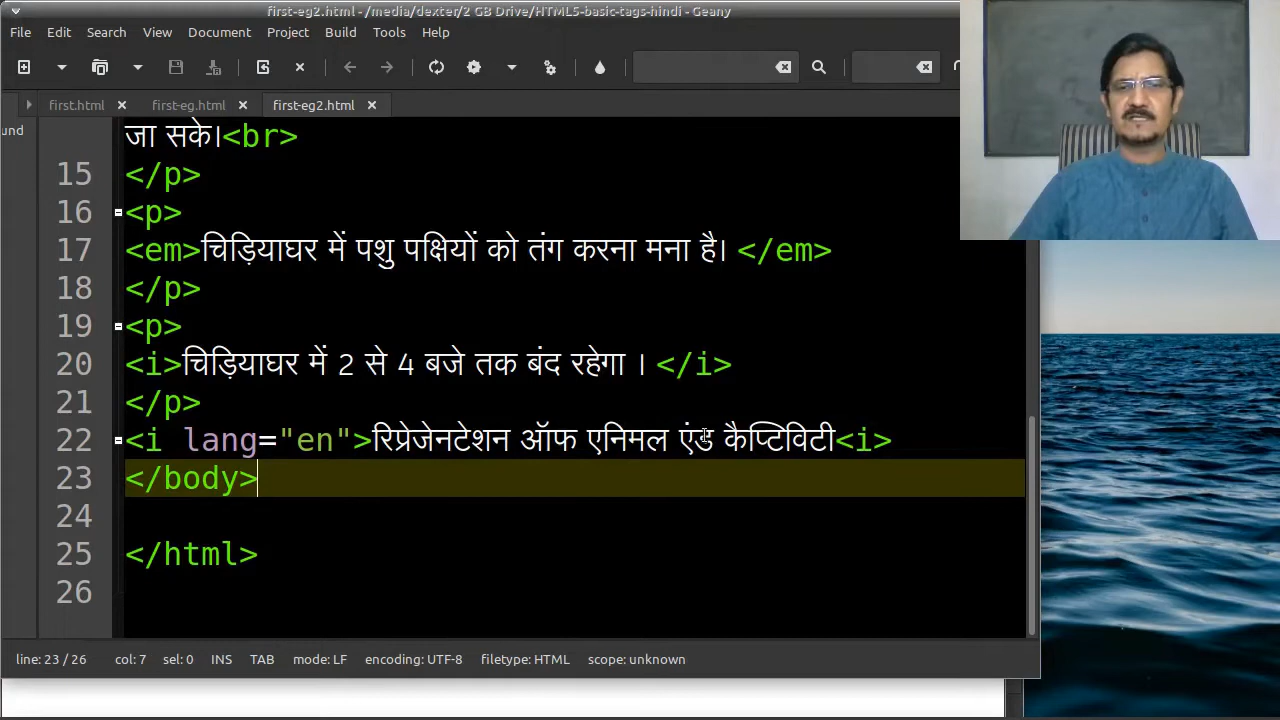 first-eg2.html - /media/dexter/2 GB Drive/HTML5-basic-tags-hindi - Geany
File Edit Search View Document Project Build Tools Help
first.html first-eg.html first-eg2.html
und
जा सके।<br>
15 </p>
16 <p>
17 <em>चिड़ियाघर में पशु पक्षियों को तंग करना मना है। </em>
18 </p>
19 <p>
20 <i>चिड़ियाघर में 2 से 4 बजे तक बंद रहेगा । </i>
21 </p>
22 <i lang="en">रिप्रेजेनटेशन ऑफ एनिमल एंड कैप्टिविटी<i>
23 </body>
24
25 </html>
26
line: 23 / 26 col: 7 sel: 0 INS TAB mode: LF encoding: UTF-8 filetype: HTML scope: unknown